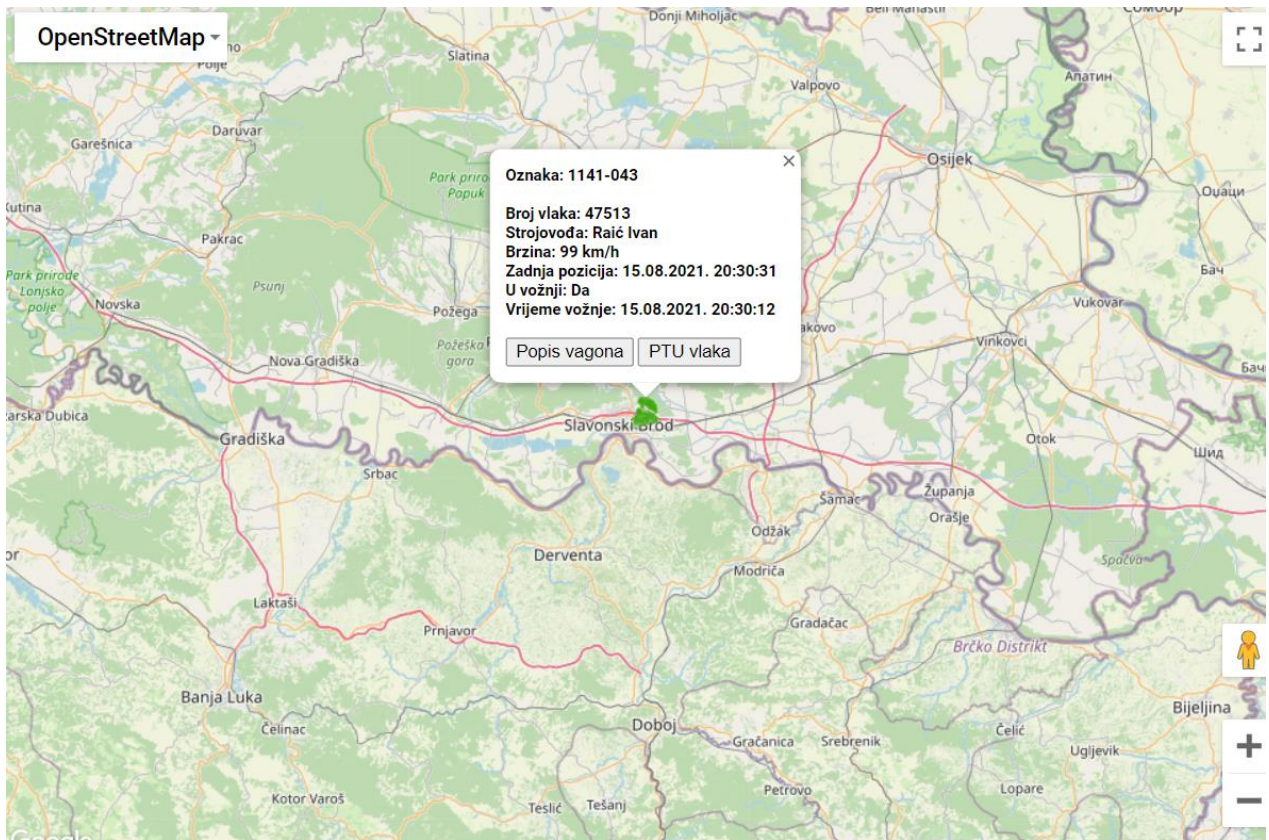 OpenStreetMap
Donji Miholjac
Beli Manastir
Сомбор
Slatina
Polje
Valpovo
Апатин
Daruvar
Garešnica
Osijek
Park prirode
Papuk
Оџаци
Kutina
Pakrac
Oznaka: 1141-043
Broj vlaka: 47513
Strojovođa: Raić Ivan
Brzina: 99 km/h
Zadnja pozicija: 15.08.2021. 20:30:31
U vožnji: Da
Vrijeme vožnje: 15.08.2021. 20:30:12
Popis vagona
PTU vlaka
Park prirode
Lonjsko
polje
Psunj
Бач
Novska
Požega
Vukovar
Požeška
gora
akovo
Vinkovci
Nova Gradiška
Slavonski Brod
Gradiška
Otok
Шид
Srbac
Županja
Šamac
Orašje
Odžak
Derventa
Modriča
Spačva
Laktaši
Prnjavor
Gradačac
Brčko Distrikt
Banja Luka
Bijeljina
Čelinac
Doboj
Gračanica
Srebrenik
Čelić
Ugljevik
Kotor Varoš
Teslić
Tešanj
Petrovo
Lopare
Google